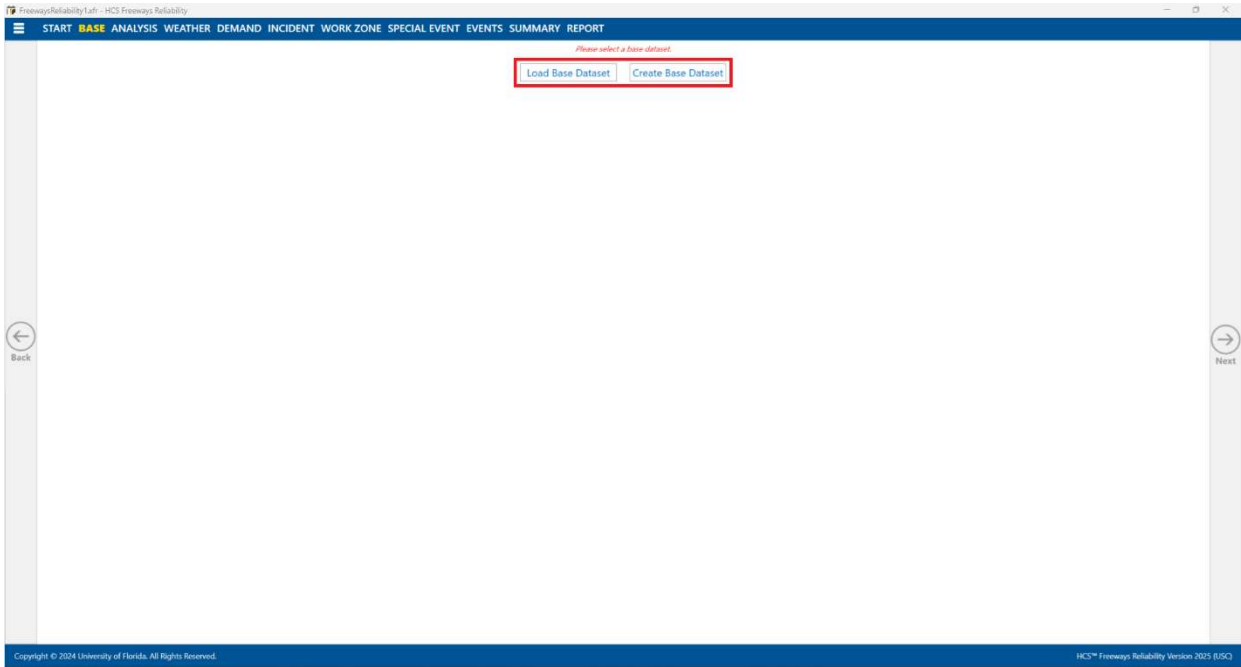 FreewaysReliability1.xfr - HCS Freeways Reliability
START BASE ANALYSIS WEATHER DEMAND INCIDENT WORK ZONE SPECIAL EVENT EVENTS SUMMARY REPORT
Please select a base dataset.
Load Base Dataset Create Base Dataset
Back
Next
Copyright © 2024 University of Florida. All Rights Reserved. HCS™ Freeways Reliability Version 2025 (USC)